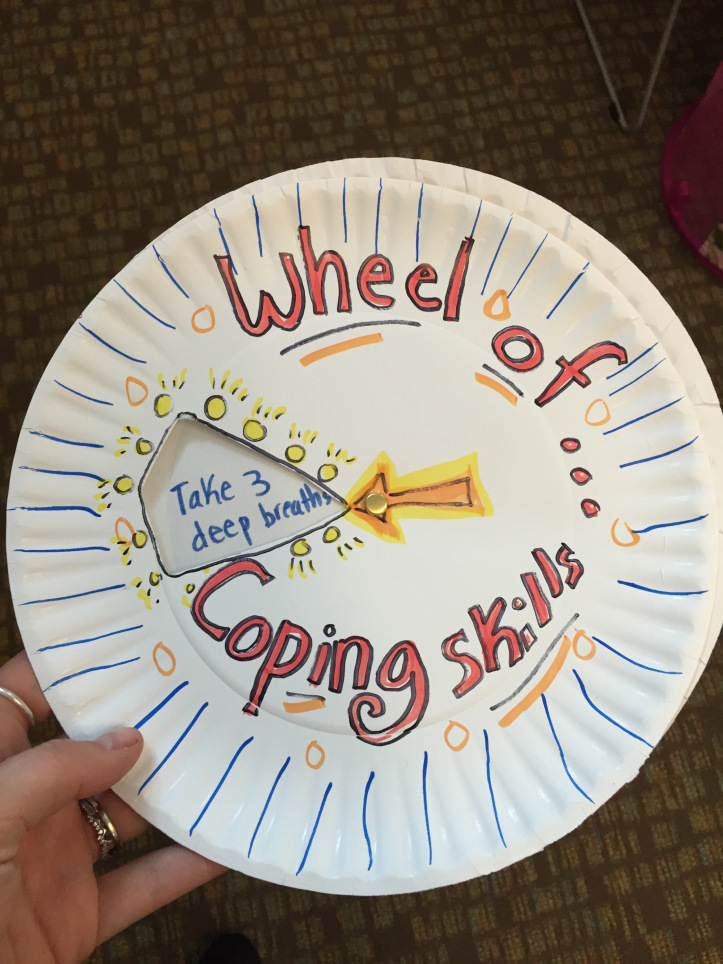 Wheel
of...
Take 3
deep breaths
Coping skills